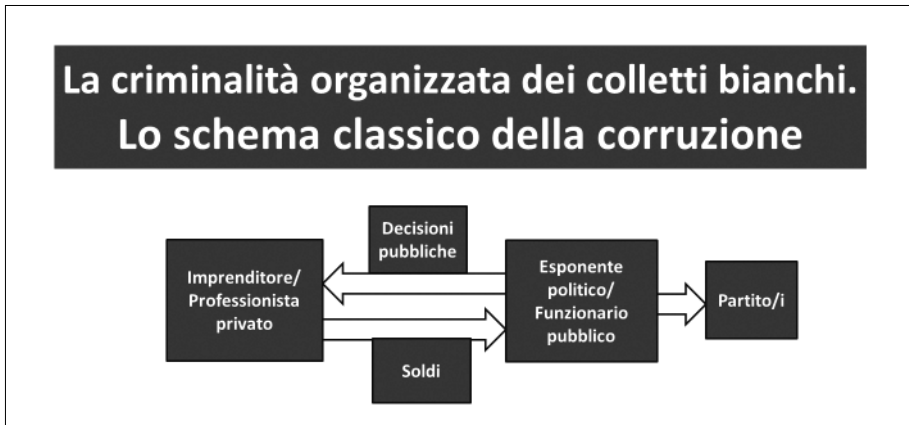 La criminalità organizzata dei colletti bianchi.
Lo schema classico della corruzione
Decisioni
pubbliche
Imprenditore/
Professionista
privato
Esponente
politico/
Funzionario
pubblico
Partito/i
Soldi